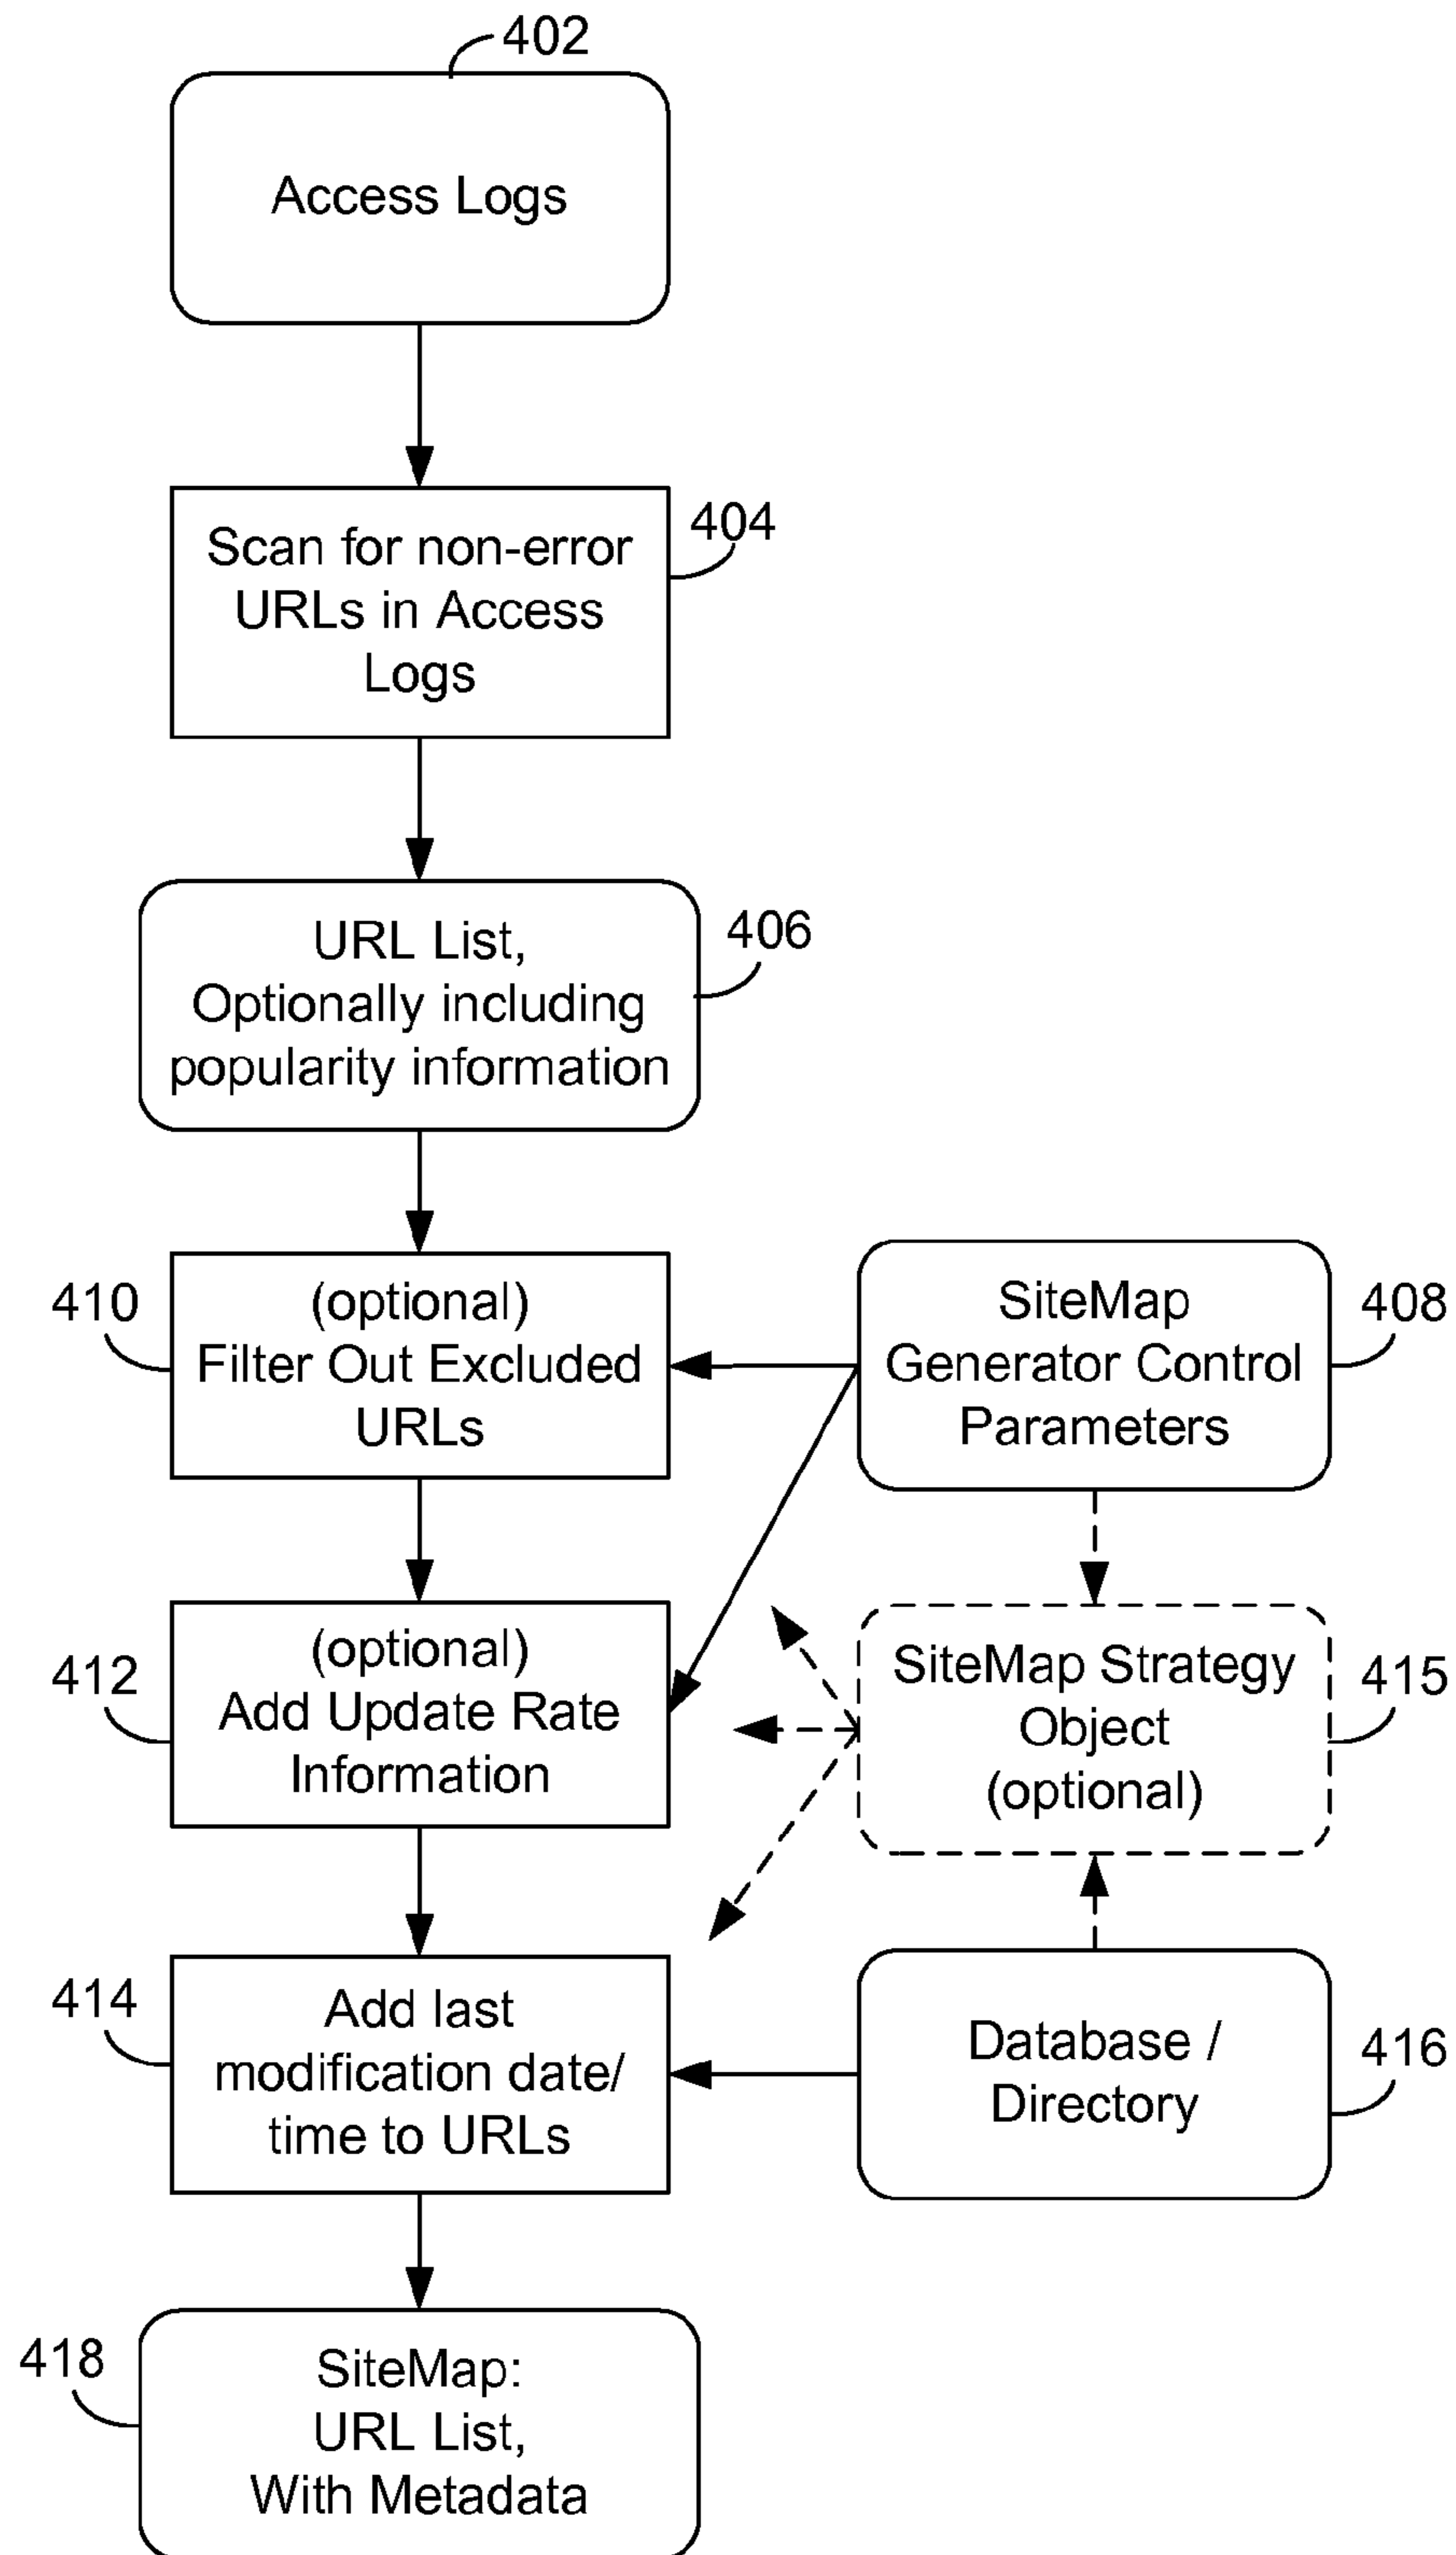 402
Access Logs
404
Scan for non-error
URLs in Access
Logs
406
URL List,
Optionally including
popularity information
410
(optional)
Filter Out Excluded
URLs
408
SiteMap
Generator Control
Parameters
412
(optional)
Add Update Rate
Information
415
SiteMap Strategy
Object
(optional)
414
Add last
modification date/
time to URLs
416
Database /
Directory
418
SiteMap:
URL List,
With Metadada